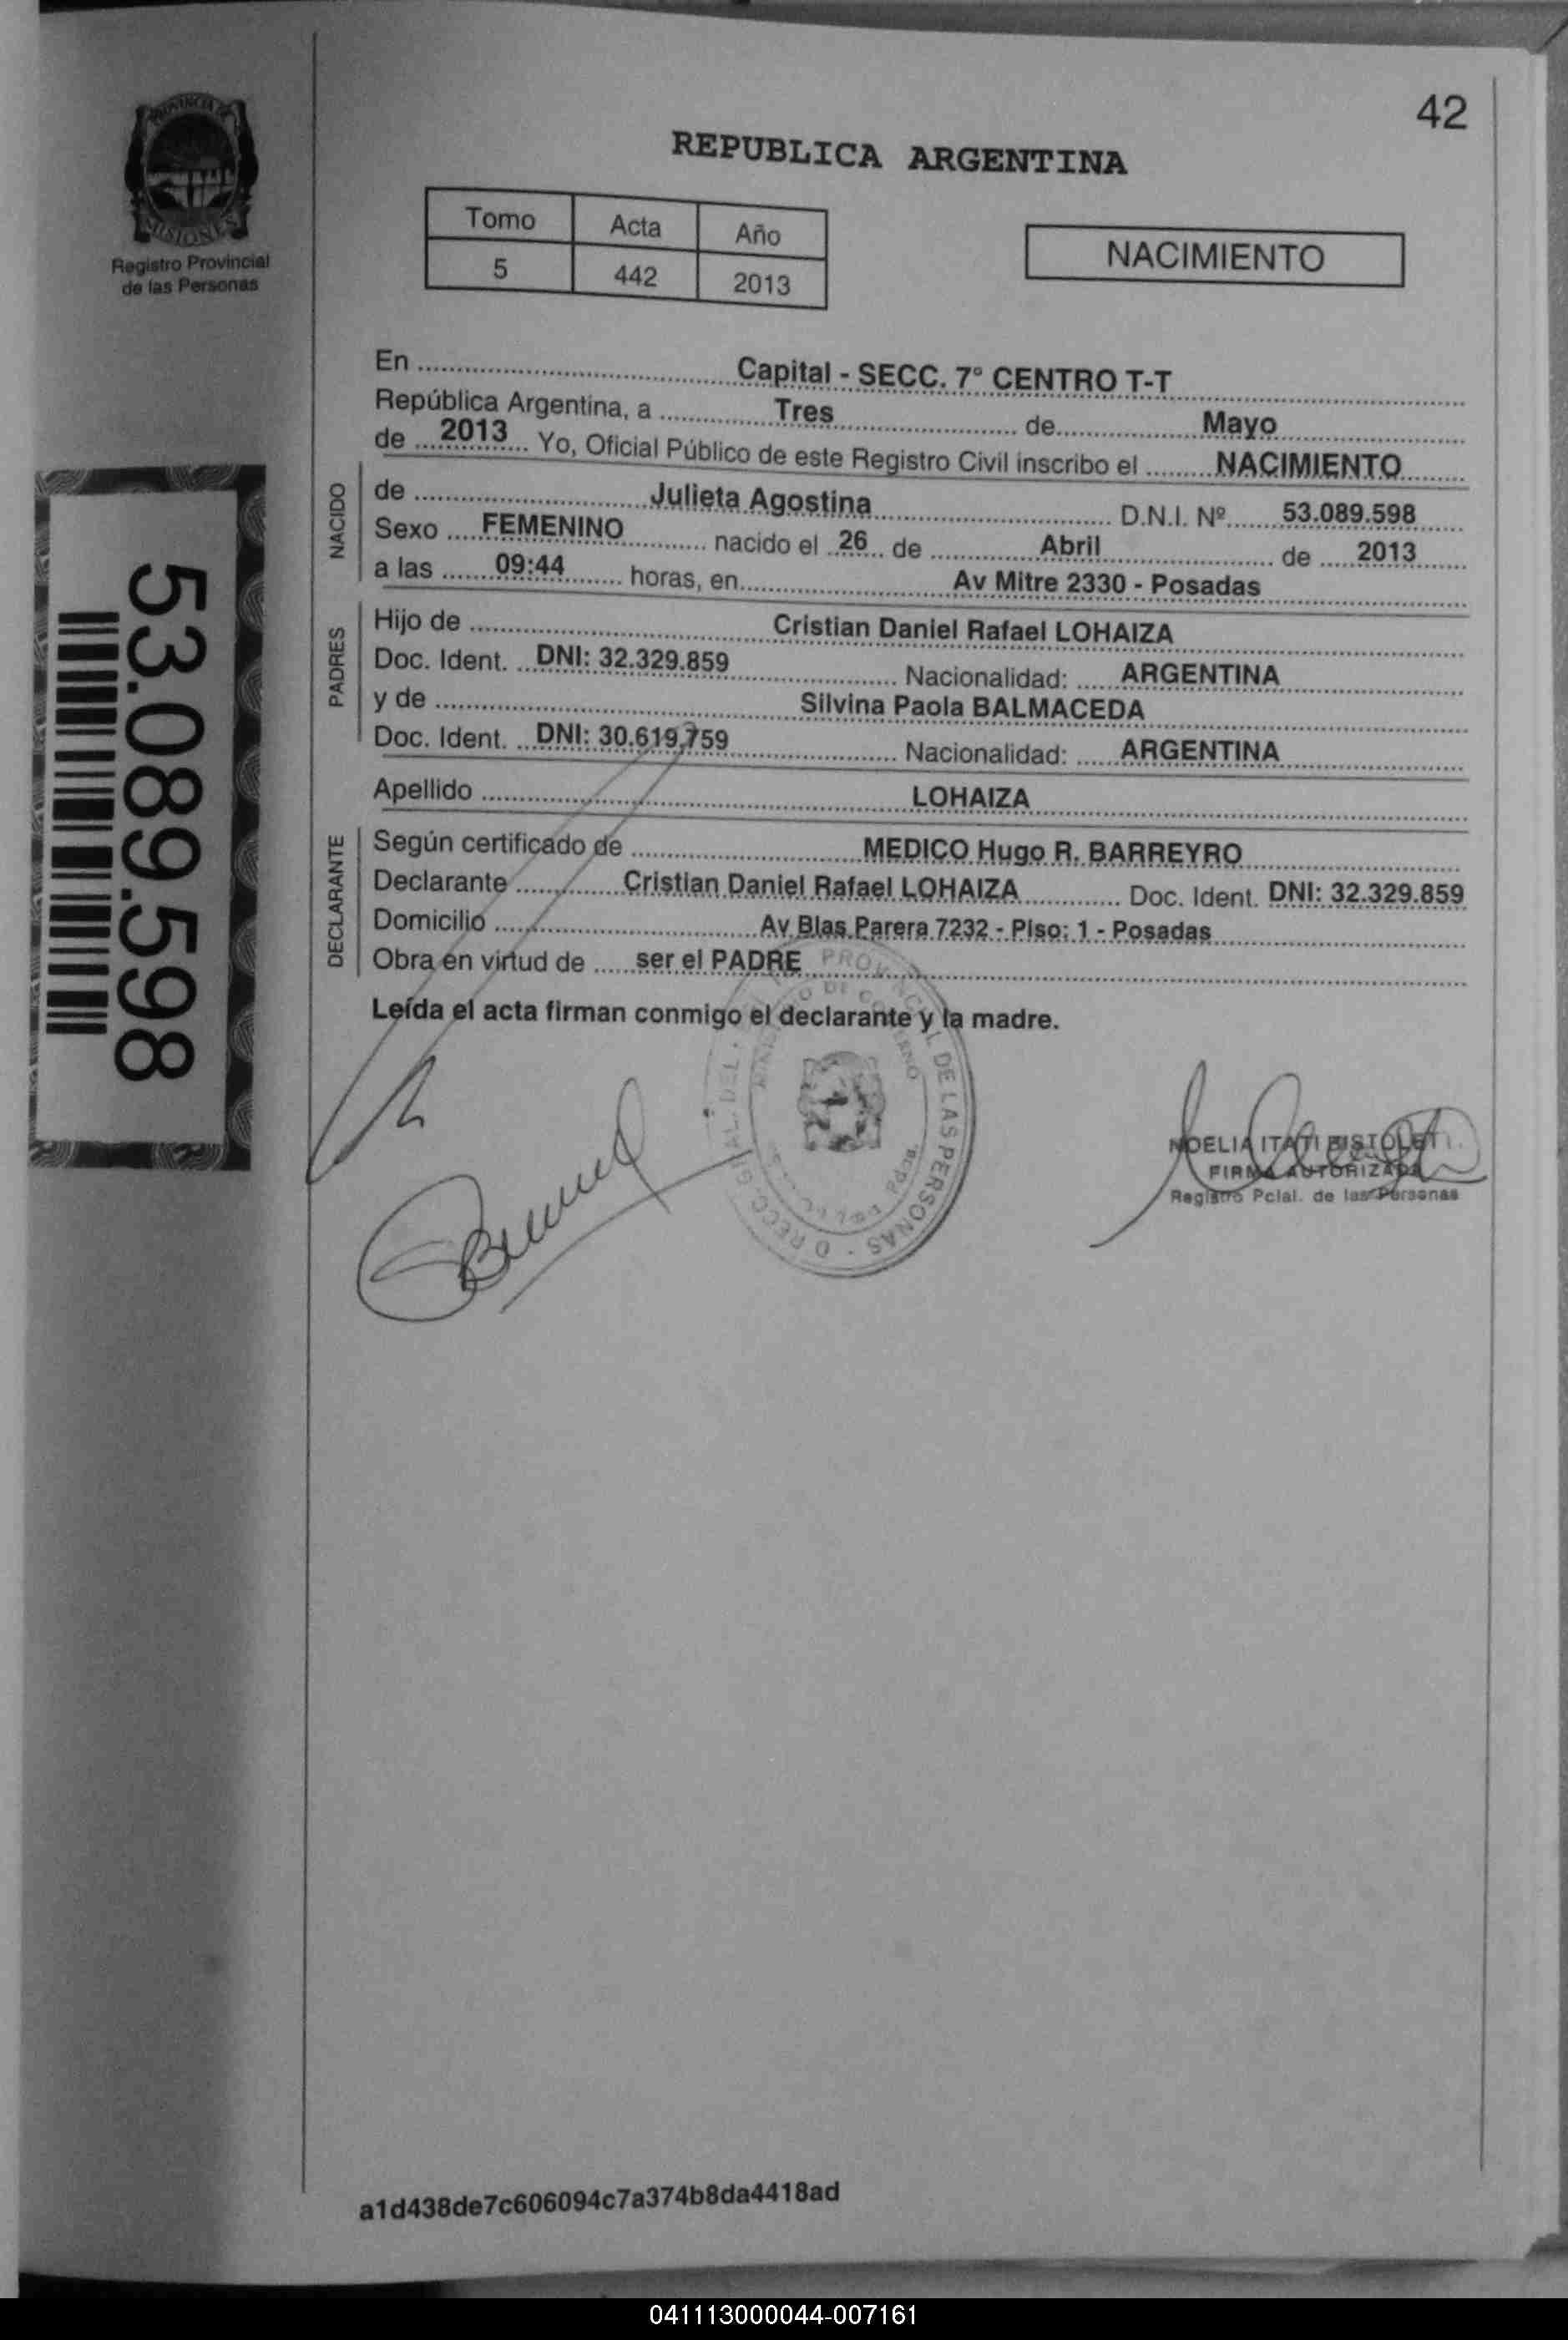 42
PROVINCIA DE
MISIONES
Registro Provincial
de las Personas
REPUBLICA ARGENTINA
Tomo Acta Año
5 442 2013
NACIMIENTO
53.089.598
En Capital - SECC. 7° CENTRO T-T
República Argentina, a Tres de Mayo
de 2013 Yo, Oficial Público de este Registro Civil inscribo el NACIMIENTO
NACIDO
de Julieta Agostina D.N.I. Nº 53.089.598
Sexo FEMENINO nacido el 26 de Abril de 2013
a las 09:44 horas, en Av Mitre 2330 - Posadas
PADRES
Hijo de Cristian Daniel Rafael LOHAIZA
Doc. Ident. DNI: 32.329.859 Nacionalidad: ARGENTINA
y de Silvina Paola BALMACEDA
Doc. Ident. DNI: 30.619.759 Nacionalidad: ARGENTINA
Apellido LOHAIZA
DECLARANTE
Según certificado de MEDICO Hugo R. BARREYRO
Declarante Cristian Daniel Rafael LOHAIZA Doc. Ident. DNI: 32.329.859
Domicilio Av Blas Parera 7232 - Piso: 1 - Posadas
Obra en virtud de ser el PADRE
Leída el acta firman conmigo el declarante y la madre.
PROVINCIAL DE LAS PERSONAS
NOELIA ITATI
FIRMA AUTORIZADA
Registro Pcial. de las Personas
a1d438de7c606094c7a374b8da4418ad
041113000044-007161